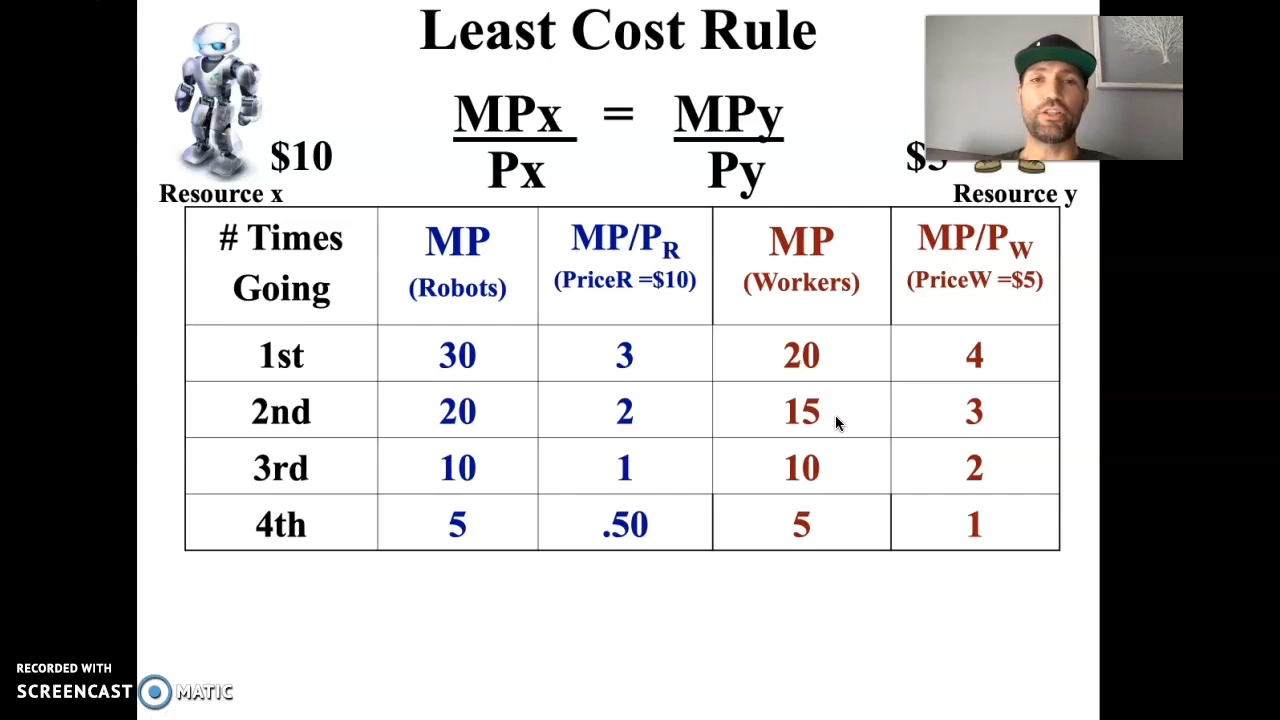 Least Cost Rule
MPx = MPy
Px Py
$10
Resource x
Resource y
# Times Going
MP (Robots)
MP/PR (PriceR =$10)
MP (Workers)
MP/PW (PriceW =$5)
1st 30 3 20 4
2nd 20 2 15 3
3rd 10 1 10 2
4th 5 .50 5 1
RECORDED WITH
SCREENCAST MATIC